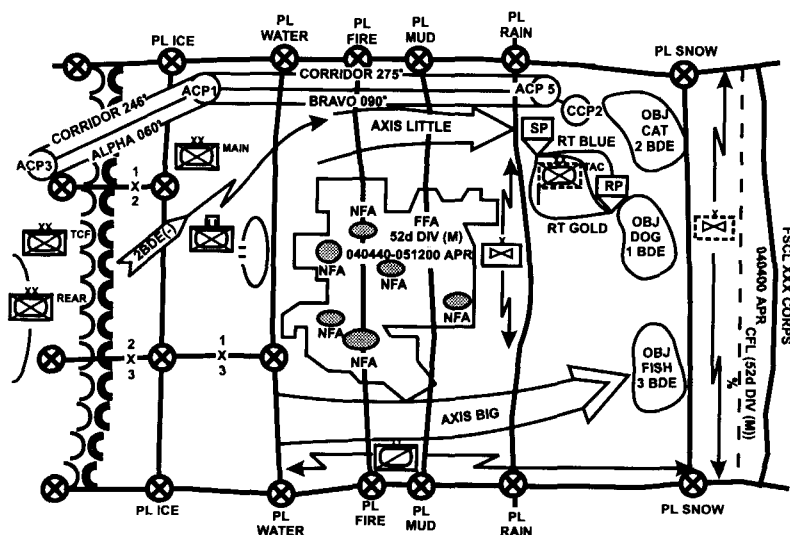 PL ICE
PL
WATER
PL
FIRE
PL
MUD
PL
RAIN
PL SNOW
CORRIDOR 275°
ACP1
BRAVO 090°
ACP 5
CORRIDOR 246°
ALPHA 060°
ACP3
CCP2
AXIS LITTLE
OBJ
CAT
2 BDE
XX
MAIN
SP
RT BLUE
TAC
RP
RT GOLD
1
X
2
2BDE(-)
NFA
FFA
52d DIV (M)
040440-051200 APR
NFA
NFA
NFA
NFA
OBJ
DOG
1 BDE
XX
TCF
XX
REAR
II
X
X
2
X
3
1
X
3
OBJ
FISH
3 BDE
AXIS BIG
CFL (52d DIV (M))
FSCL XXX CORPS
040400 APR
PL ICE
PL
WATER
PL
FIRE
PL
MUD
PL
RAIN
PL SNOW